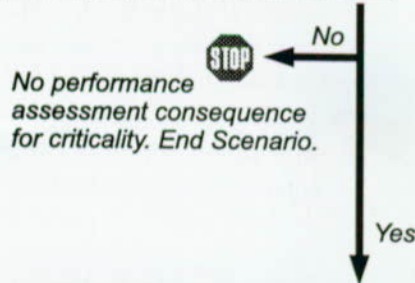 No
STOP
No performance
assessment consequence
for criticality. End Scenario.
Yes